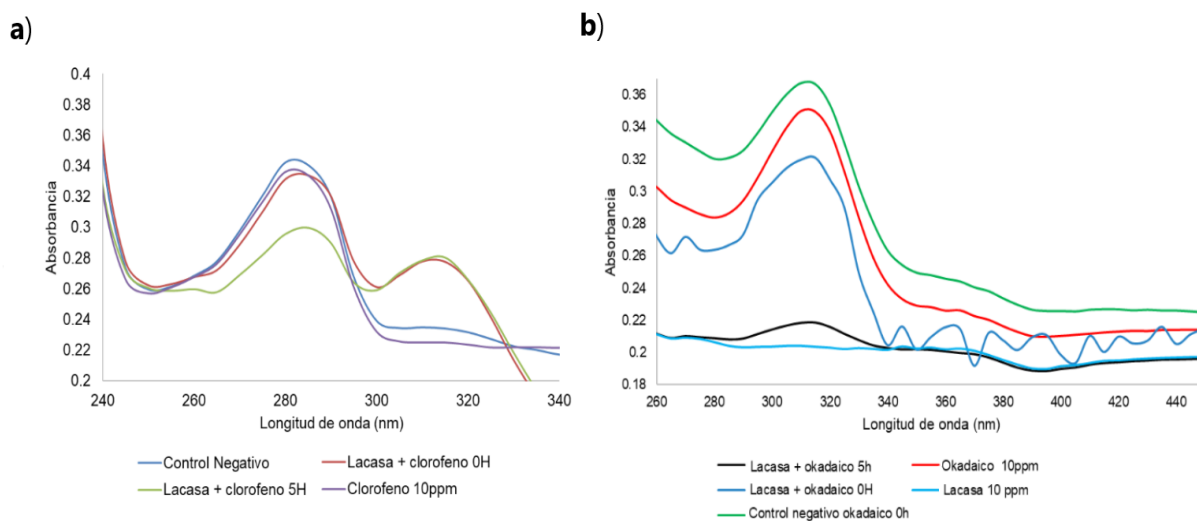 a)
0.4
0.38
0.36
0.34
0.32
0.3
0.28
0.26
0.24
0.22
0.2
Absorbancia
240 260 280 300 320 340
Longitud de onda (nm)
Control Negativo
Lacasa + clorofeno 0H
Lacasa + clorofeno 5H
Clorofeno 10ppm
b)
0.36
0.34
0.32
0.3
0.28
0.26
0.24
0.22
0.2
0.18
Absorbancia
260 280 300 320 340 360 380 400 420 440
Longitud de onda (nm)
Lacasa + okadaico 5h
Okadaico 10ppm
Lacasa + okadaico 0H
Lacasa 10 ppm
Control negativo okadaico 0h